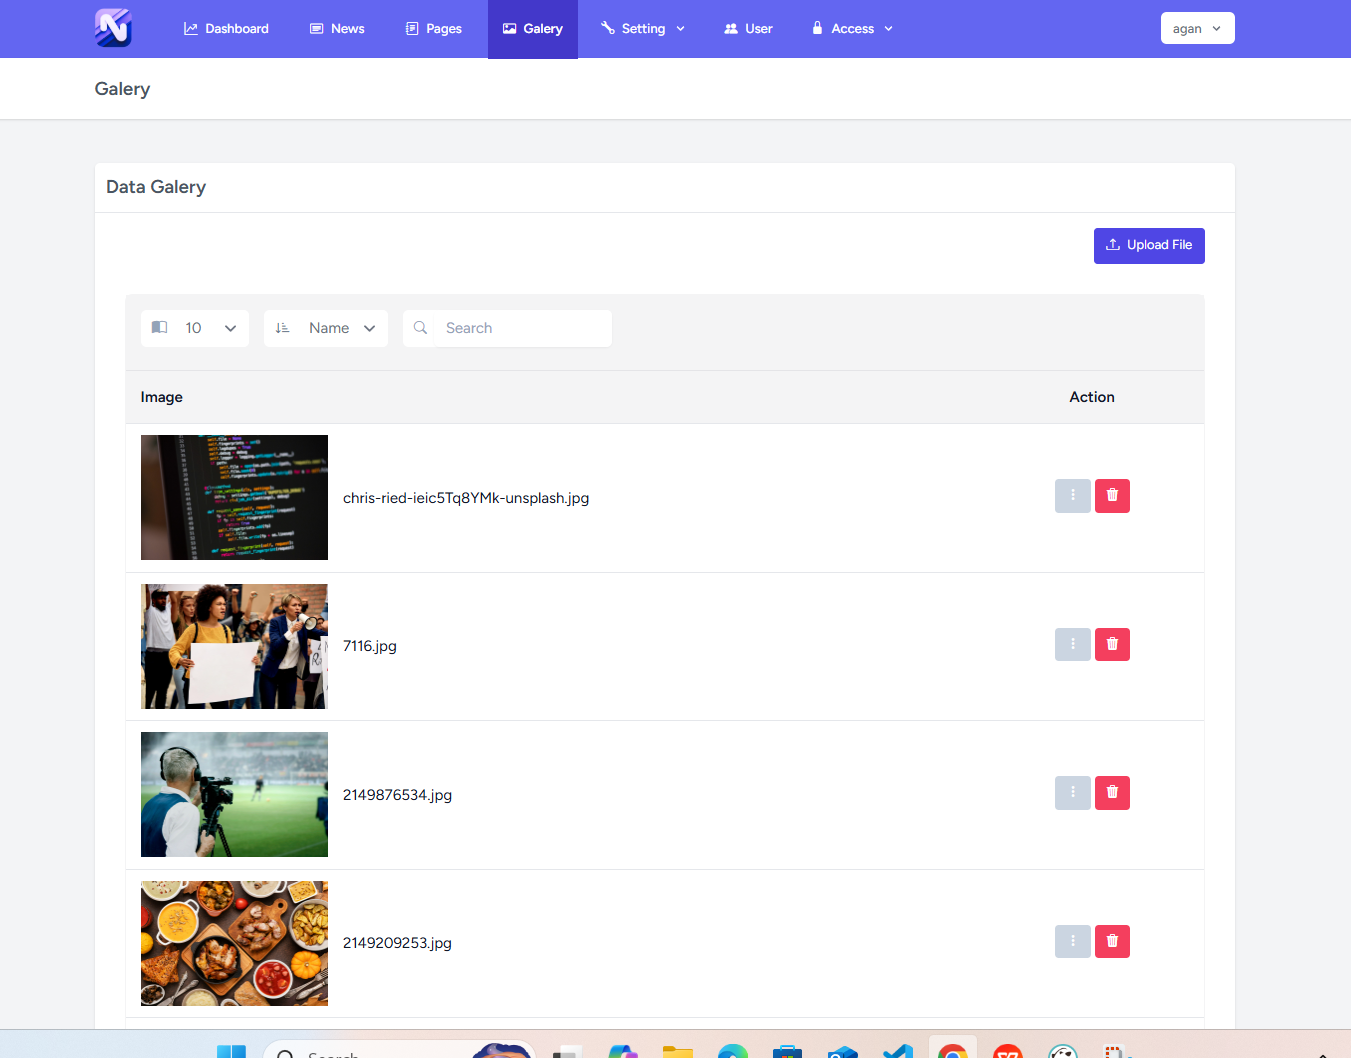 Dashboard
News
Pages
Galery
Setting
User
Access
agan
Galery
Data Galery
Upload File
10
Name
Search
Image
Action
chris-ried-ieic5Tq8YMk-unsplash.jpg
7116.jpg
2149876534.jpg
2149209253.jpg
Search